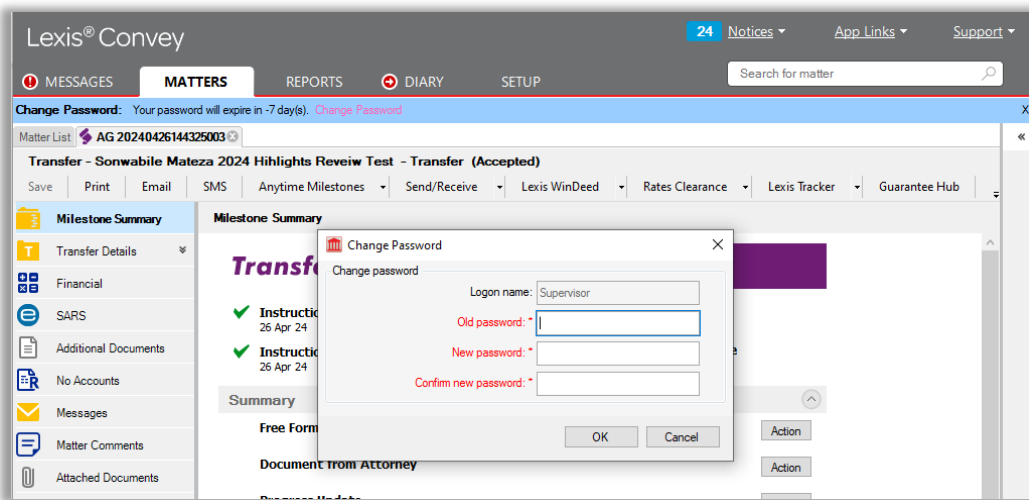 Lexis® Convey
24 Notices App Links Support
MESSAGES MATTERS REPORTS DIARY SETUP
Search for matter
Change Password: Your password will expire in -7 day(s). Change Password X
Matter List AG 20240426144325003
Transfer - Sonwabile Mateza 2024 Hihlights Reveiw Test - Transfer (Accepted)
Save Print Email SMS Anytime Milestones Send/Receive Lexis WinDeed Rates Clearance Lexis Tracker Guarantee Hub
Milestone Summary
Transfer Details
Financial
SARS
Additional Documents
No Accounts
Messages
Matter Comments
Attached Documents
Milestone Summary
Transfe
Instructio
26 Apr 24
Instructio
26 Apr 24
Summary
Free Form
Action
Document from Attorney
Action
Change Password
Change password
Logon name: Supervisor
Old password: *
New password: *
Confirm new password: *
OK Cancel